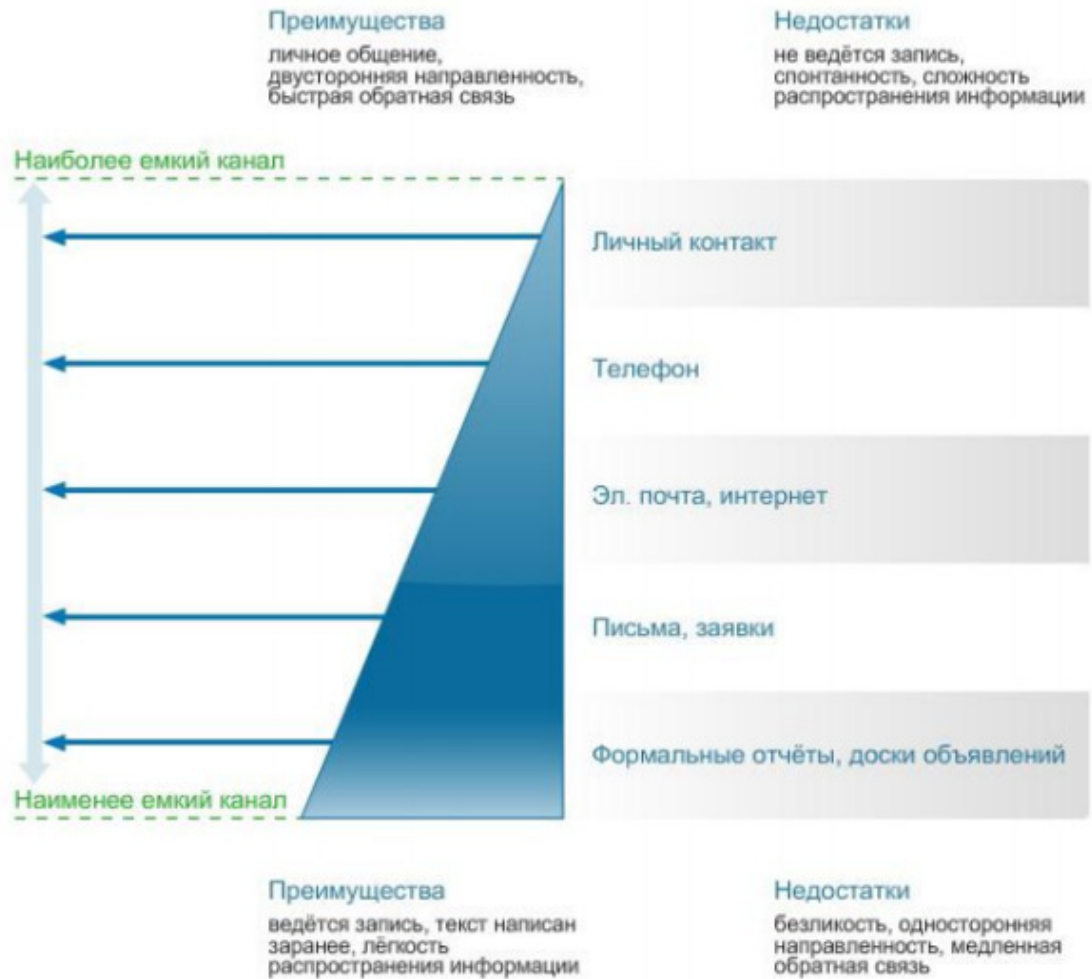 Преимущества
личное общение,
двусторонняя направленность,
быстрая обратная связь
Недостатки
не ведётся запись,
спонтанность, сложность
распространения информации
Наиболее емкий канал
Личный контакт
Телефон
Эл. почта, интернет
Письма, заявки
Формальные отчёты, доски объявлений
Наименее емкий канал
Преимущества
ведётся запись, текст написан
заранее, лёгкость
распространения информации
Недостатки
безликость, односторонняя
направленность, медленная
обратная связь